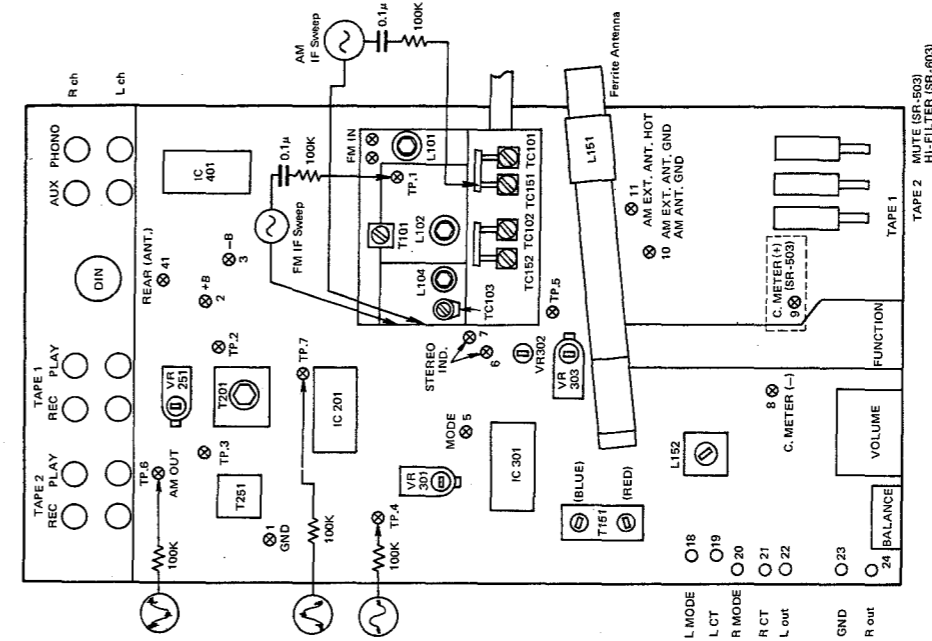 R ch
L ch
PHONO
AUX
DIN
TAPE 1
PLAY
REC
TAPE 2
PLAY
REC
IC
401
REAR (ANT.)
41
+B
2
–B
3
TP.2
VR
251
T201
TP.3
T251
TP.6
AM OUT
100K
1
GND
TP.7
IC 201
100K
TP.4
100K
VR
301
MODE
5
IC 301
STEREO
IND.
6
7
VR302
VR
303
TP.5
FM IF Sweep
0.1μ
100K
AM
IF Sweep
0.1μ
100K
FM IN
L101
TP.1
T101
L102
L104
TC103
TC101
TC151
TC102
TC152
Ferrite Antenna
L151
11
AM EXT. ANT. HOT
10
AM EXT. ANT. GND
AM ANT. GND
(BLUE)
T151
(RED)
L152
8
C. METER (–)
C. METER (+)
9
(SR-503)
TAPE 1
TAPE 2
MUTE (SR-503)
HI-FILTER (SR-603)
FUNCTION
VOLUME
BALANCE
L MODE
18
L CT
19
R MODE
20
R CT
21
L out
22
GND
23
R out
24